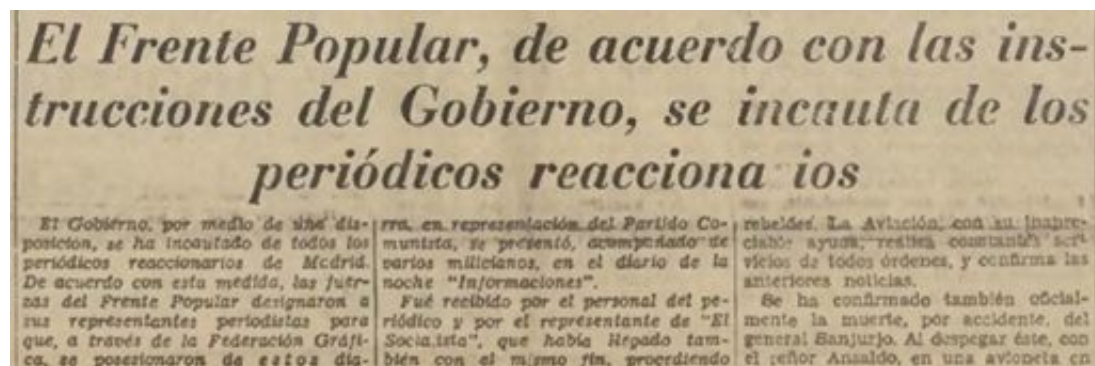 El Frente Popular, de acuerdo con las ins-
trucciones del Gobierno, se incauta de los
periódicos reacciona ios
El Gobierno, por medio de una dis-
posición, se ha incautado de todos los
periódicos reaccionarios de Madrid.
De acuerdo con esta medida, las fuer-
zas del Frente Popular designaron a
sus representantes periodistas para
que, a través de la Federación Gráfi-
ca, se posesionaron de estos dia-
rra, en representación del Partido Co-
munista, se presentó, acompañado de
varios milicianos, en el diario de la
noche "Informaciones".
Fué recibido por el personal del pe-
riódico y por el representante de "El
Socialista", que había llegado tam-
bién con el mismo fin, procediendo
rebeldes. La Aviación, con su inapre-
ciable ayuda, realiza constantes ser-
vicios de todos órdenes, y confirma las
anteriores noticias.
Se ha confirmado también oficial-
mente la muerte, por accidente, del
general Sanjurjo. Al despegar éste, con
el señor Ansaldo, en una avioneta en